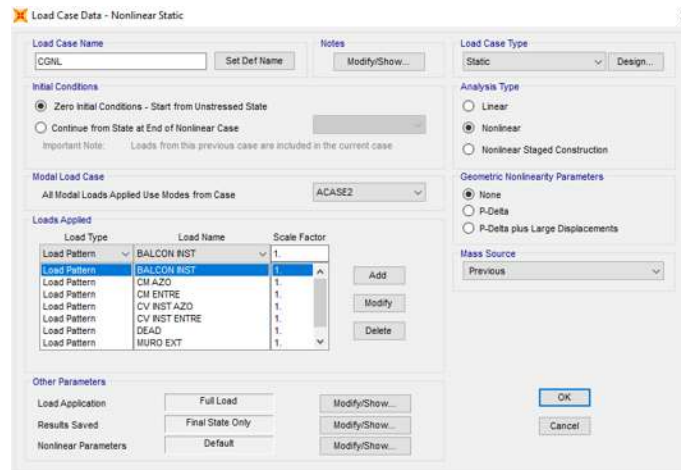 Load Case Data - Nonlinear Static
Load Case Name
CGNL
Set Def Name
Notes
Modify/Show...
Load Case Type
Static
Design...
Initial Conditions
Zero Initial Conditions - Start from Unstressed State
Continue from State at End of Nonlinear Case
Important Note: Loads from this previous case are included in the current case
Analysis Type
Linear
Nonlinear
Nonlinear Staged Construction
Modal Load Case
All Modal Loads Applied Use Modes from Case
ACASE2
Geometric Nonlinearity Parameters
None
P-Delta
P-Delta plus Large Displacements
Loads Applied
Load Type Load Name Scale Factor
Load Pattern BALCON INST 1.
Load Pattern BALCON INST 1.
Load Pattern CM AZO 1.
Load Pattern CM ENTRE 1.
Load Pattern CV INST AZO 1.
Load Pattern CV INST ENTRE 1.
Load Pattern DEAD 1.
Load Pattern MURO EXT 1.
Add
Modify
Delete
Mass Source
Previous
Other Parameters
Load Application Full Load Modify/Show...
Results Saved Final State Only Modify/Show...
Nonlinear Parameters Default Modify/Show...
OK
Cancel